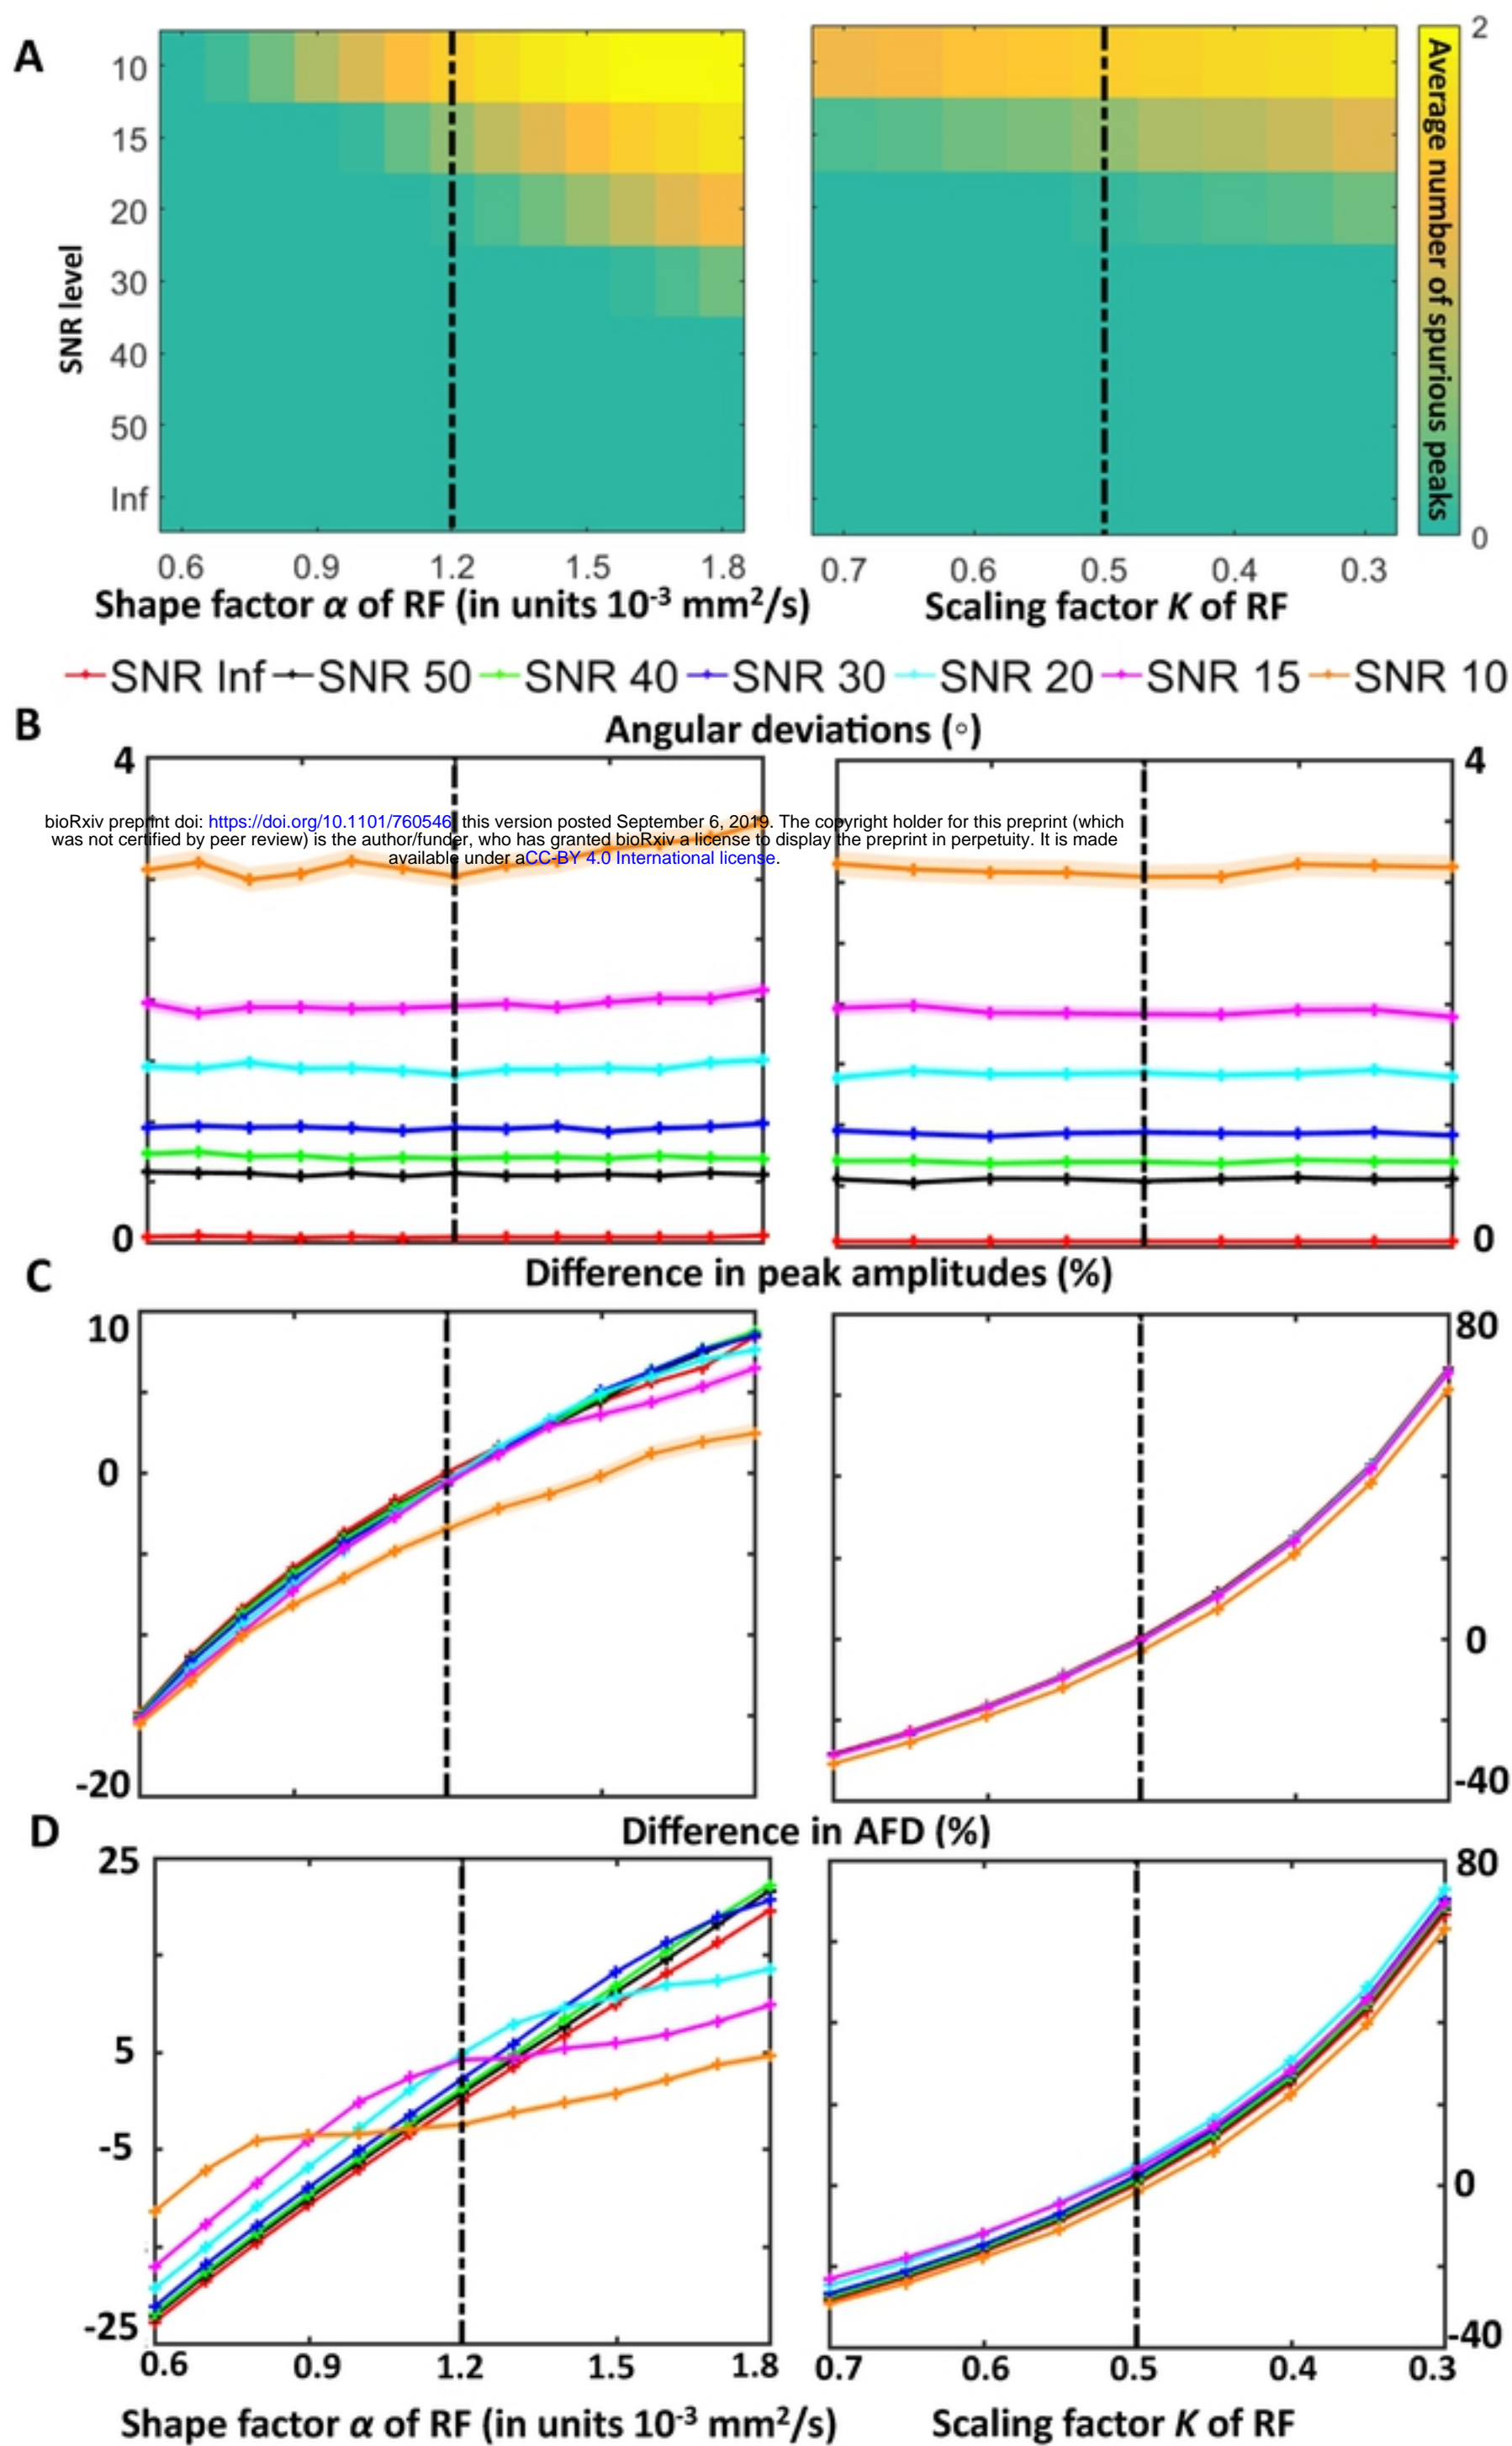 A
10
15
20
30
40
50
Inf
SNR level
0.6 0.9 1.2 1.5 1.8
Shape factor α of RF (in units 10-3 mm2/s)
0.7 0.6 0.5 0.4 0.3
Scaling factor K of RF
2
Average number of spurious peaks
0
SNR Inf SNR 50 SNR 40 SNR 30 SNR 20 SNR 15 SNR 10
B
Angular deviations (°)
4
0
4
0
bioRxiv preprint doi: https://doi.org/10.1101/760546; this version posted September 6, 2019. The copyright holder for this preprint (which
was not certified by peer review) is the author/funder, who has granted bioRxiv a license to display the preprint in perpetuity. It is made
available under aCC-BY 4.0 International license.
C
Difference in peak amplitudes (%)
10
0
-20
80
0
-40
D
Difference in AFD (%)
25
5
-5
-25
80
0
-40
0.6 0.9 1.2 1.5 1.8
Shape factor α of RF (in units 10-3 mm2/s)
0.7 0.6 0.5 0.4 0.3
Scaling factor K of RF